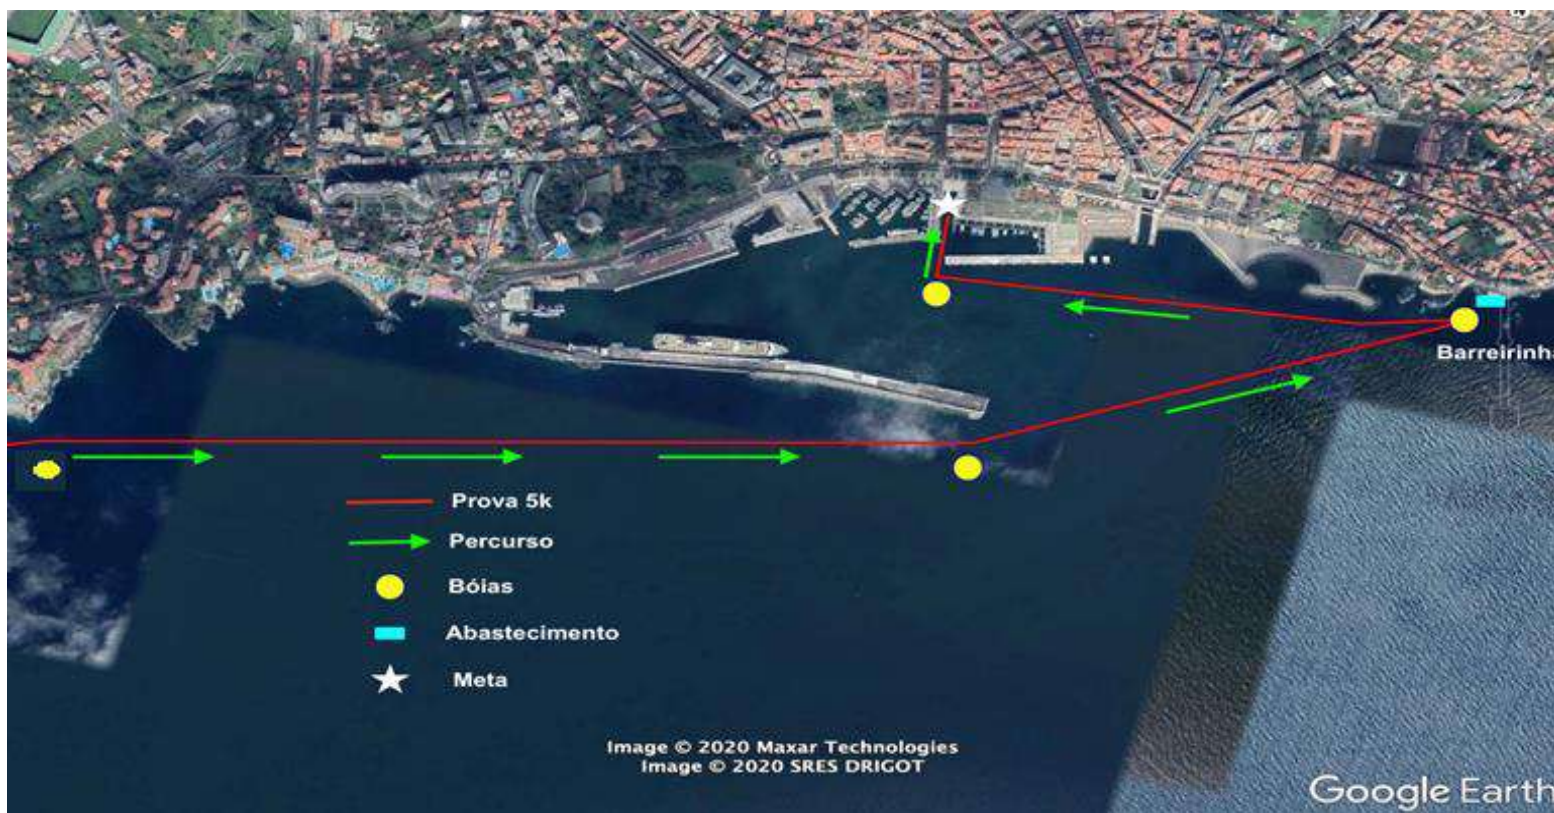 Barreirinha
Prova 5k
Percurso
Bóias
Abastecimento
Meta
Image © 2020 Maxar Technologies
Image © 2020 SRES DRIGOT
Google Earth